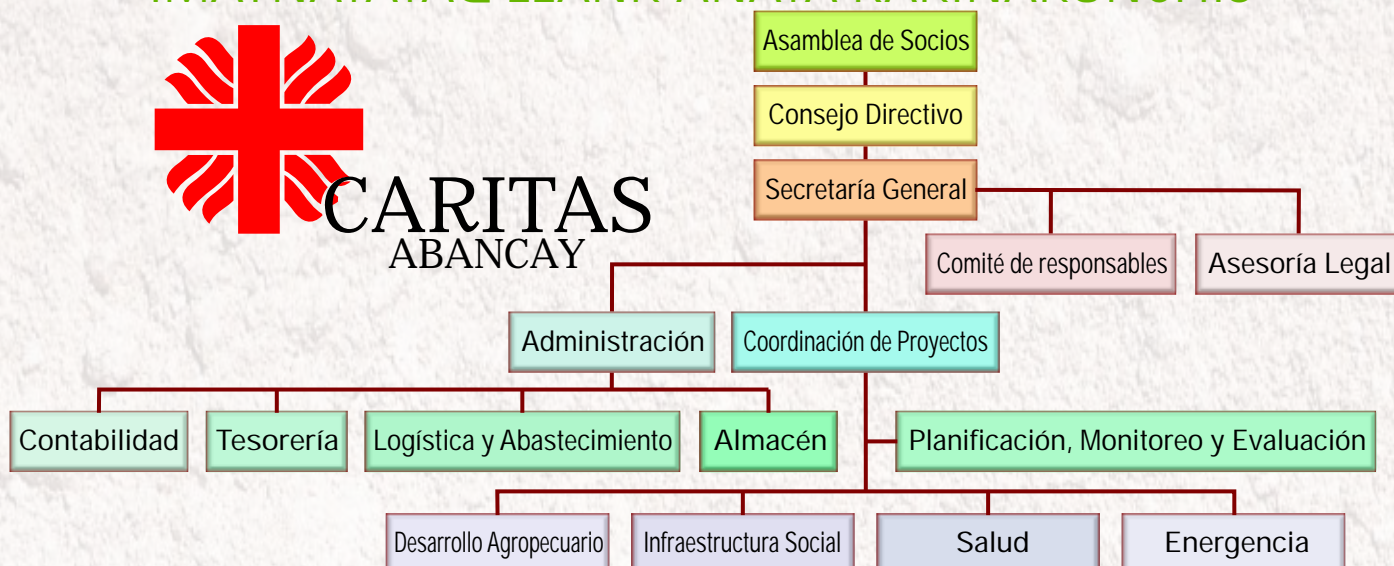 Asamblea de Socios
Consejo Directivo
CARITAS
ABANCAY
Secretaría General
Comité de responsables
Asesoría Legal
Administración
Coordinación de Proyectos
Contabilidad
Tesorería
Logística y Abastecimiento
Almacén
Planificación, Monitoreo y Evaluación
Desarrollo Agropecuario
Infraestructura Social
Salud
Energencia